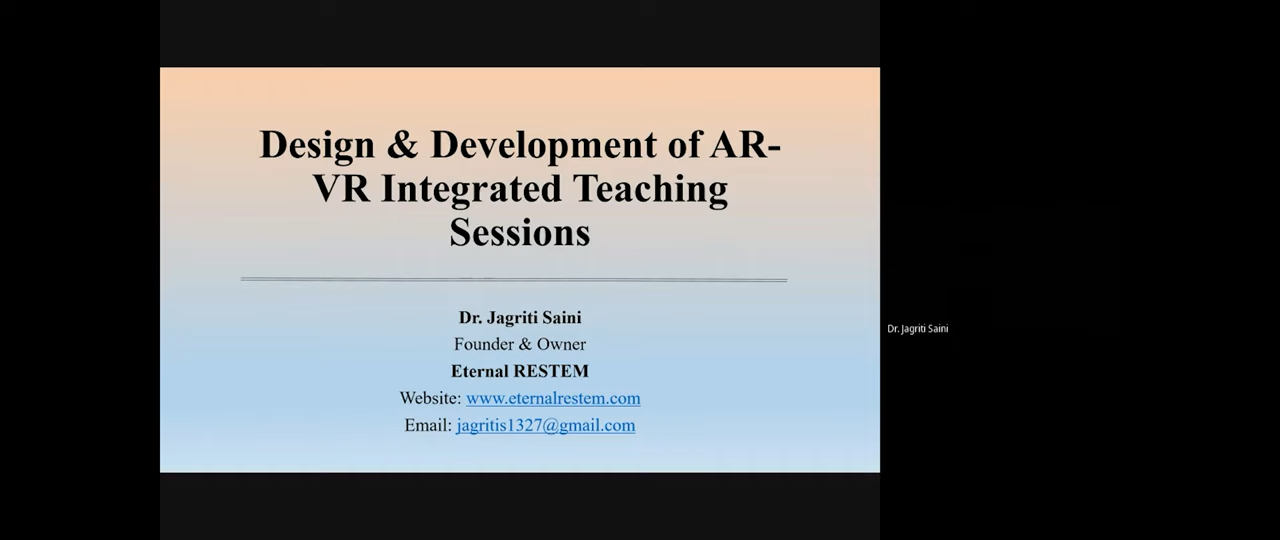 Design & Development of AR-
VR Integrated Teaching
Sessions
Dr. Jagriti Saini
Founder & Owner
Eternal RESTEM
Website: www.eternalrestem.com
Email: jagritis1327@gmail.com
Dr. Jagriti Saini